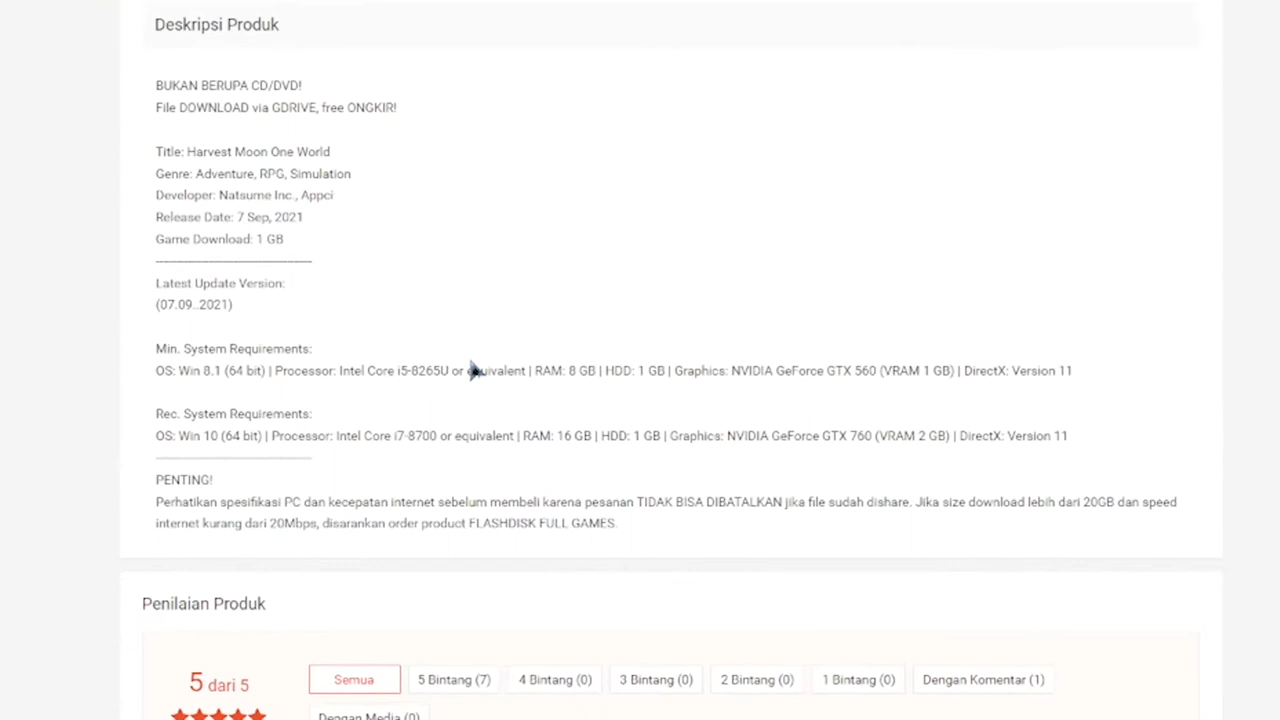 Deskripsi Produk
BUKAN BERUPA CD/DVD!
File DOWNLOAD via GDRIVE, free ONGKIR!
Title: Harvest Moon One World
Genre: Adventure, RPG, Simulation
Developer: Natsume Inc., Appci
Release Date: 7 Sep, 2021
Game Download: 1 GB
Latest Update Version:
(07.09..2021)
Min. System Requirements:
OS: Win 8.1 (64 bit) | Processor: Intel Core i5-8265U or equivalent | RAM: 8 GB | HDD: 1 GB | Graphics: NVIDIA GeForce GTX 560 (VRAM 1 GB) | DirectX: Version 11
Rec. System Requirements:
OS: Win 10 (64 bit) | Processor: Intel Core i7-8700 or equivalent | RAM: 16 GB | HDD: 1 GB | Graphics: NVIDIA GeForce GTX 760 (VRAM 2 GB) | DirectX: Version 11
PENTING!
Perhatikan spesifikasi PC dan kecepatan internet sebelum membeli karena pesanan TIDAK BISA DIBATALKAN jika file sudah dishare. Jika size download lebih dari 20GB dan speed
internet kurang dari 20Mbps, disarankan order product FLASHDISK FULL GAMES.
Penilaian Produk
5 dari 5
Semua
5 Bintang (7)
4 Bintang (0)
3 Bintang (0)
2 Bintang (0)
1 Bintang (0)
Dengan Komentar (1)
Dengan Media (0)